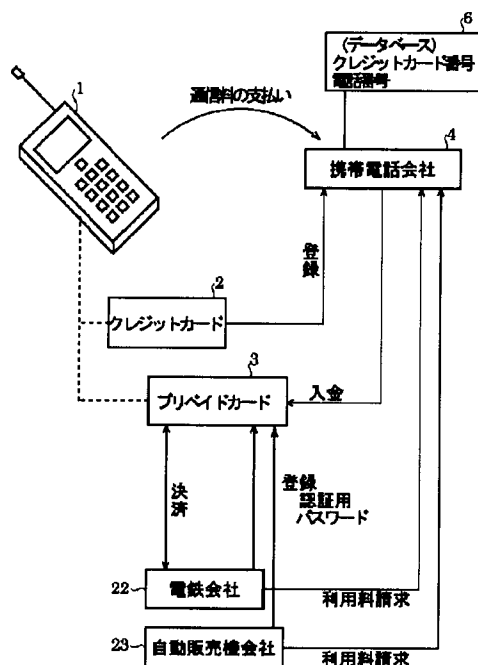 6
(データベース)
クレジットカード番号
電話番号
1
通信料の支払い
4
携帯電話会社
登録
2
クレジットカード
3
プリペイドカード
入金
決済
登録
認証用
パスワード
22
電鉄会社
利用料請求
23
自動販売機会社
利用料請求